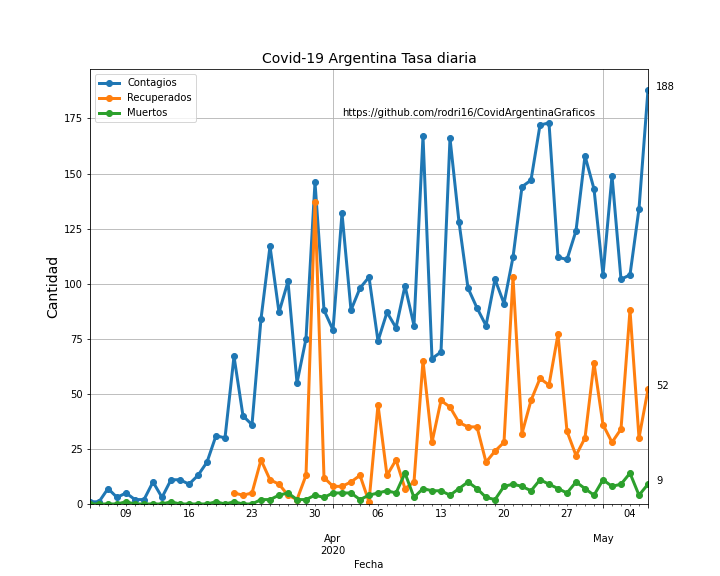 Covid-19 Argentina Tasa diaria
Contagios
Recuperados
Muertos
https://github.com/rodri16/CovidArgentinaGraficos
188
52
9
Cantidad
175
150
125
100
75
50
25
0
09 16 23 30 06 13 20 27 04
Apr May
2020
Fecha